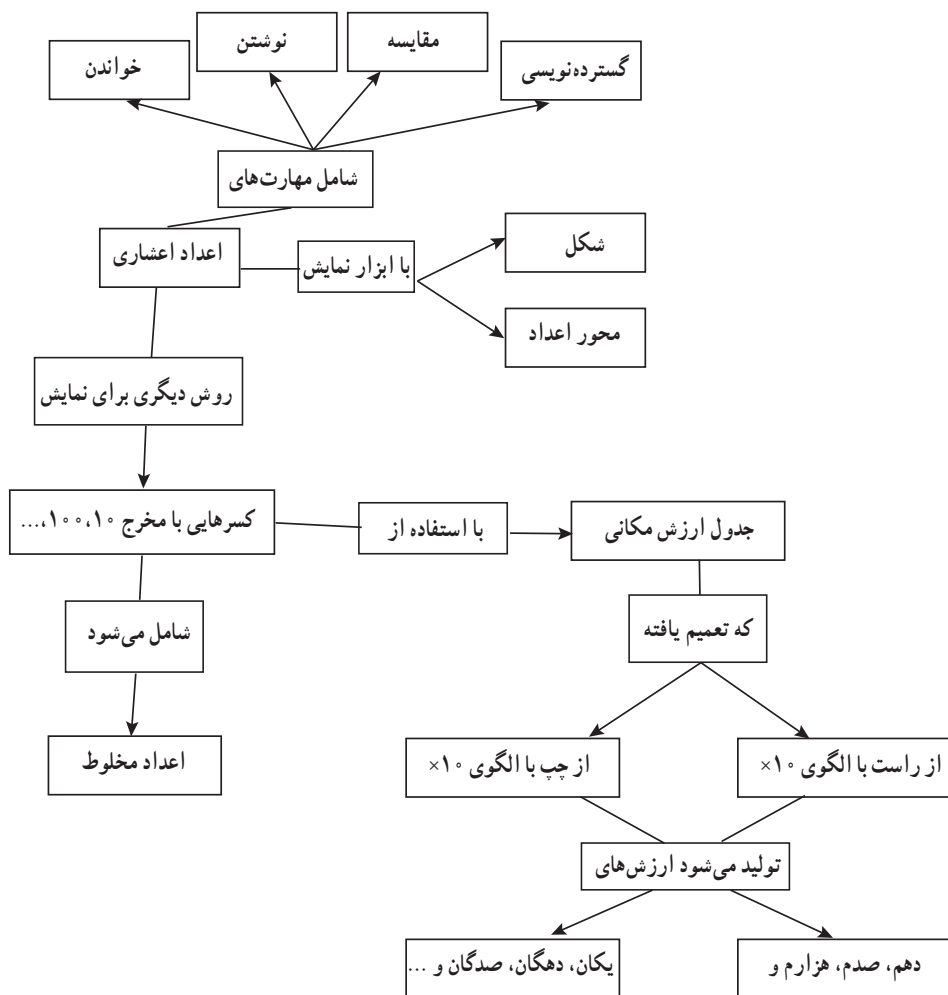 گسترده‌نویسی
مقایسه
نوشتن
خواندن
شامل مهارت‌های
اعداد اعشاری
با ابزار نمایش
شکل
محور اعداد
روش دیگری برای نمایش
کسرهایی با مخرج ۱۰،۱۰۰،...
با استفاده از
جدول ارزش مکانی
شامل می‌شود
که تعمیم یافته
اعداد مخلوط
از راست با الگوی ۱۰×
از چپ با الگوی ۱۰×
تولید می‌شود ارزش‌های
دهم، صدم، هزارم و
یکان، دهگان، صدگان و ...